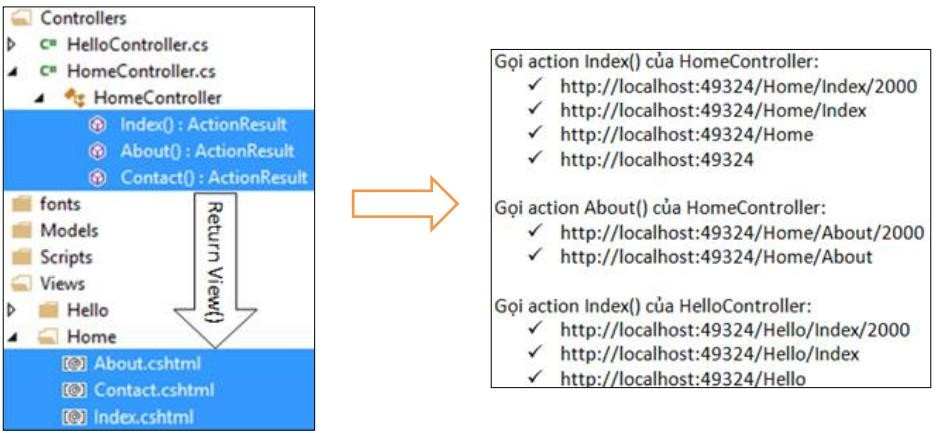 Controllers
C# HelloController.cs
C# HomeController.cs
HomeController
Index() : ActionResult
About() : ActionResult
Contact() : ActionResult
fonts
Models
Scripts
Views
Hello
Home
[@] About.cshtml
[@] Contact.cshtml
[@] Index.cshtml
Return View()
Gọi action Index() của HomeController:
✓ http://localhost:49324/Home/Index/2000
✓ http://localhost:49324/Home/Index
✓ http://localhost:49324/Home
✓ http://localhost:49324
Gọi action About() của HomeController:
✓ http://localhost:49324/Home/About/2000
✓ http://localhost:49324/Home/About
Gọi action Index() của HelloController:
✓ http://localhost:49324/Hello/Index/2000
✓ http://localhost:49324/Hello/Index
✓ http://localhost:49324/Hello